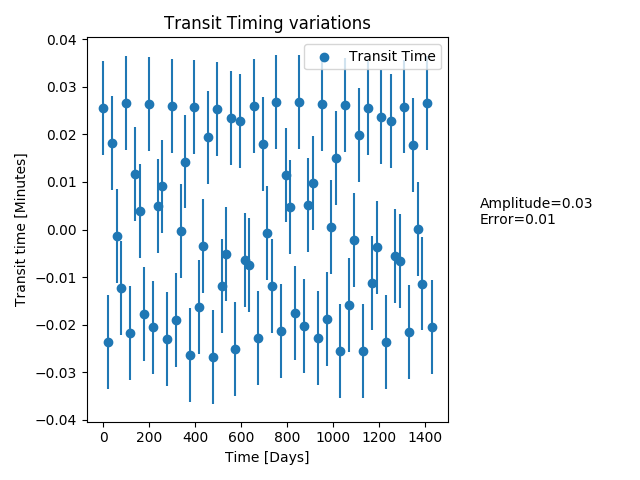 Transit Timing variations
Transit Time
0.04
0.03
0.02
0.01
0.00
−0.01
−0.02
−0.03
−0.04
Transit time [Minutes]
0 200 400 600 800 1000 1200 1400
Time [Days]
Amplitude=0.03
Error=0.01